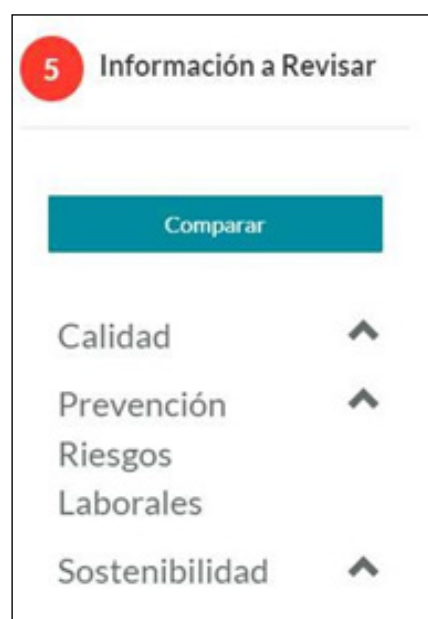 5 Información a Revisar
Comparar
Calidad
Prevención
Riesgos
Laborales
Sostenibilidad